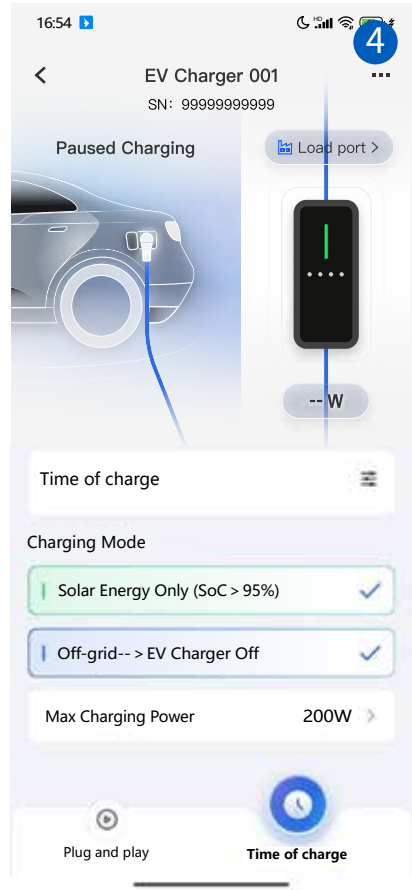 16:54
HD
4
EV Charger 001
SN: 99999999999
Paused Charging
Load port >
-- W
Time of charge
Charging Mode
Solar Energy Only (SoC > 95%)
Off-grid-- > EV Charger Off
Max Charging Power 200W >
Plug and play
Time of charge